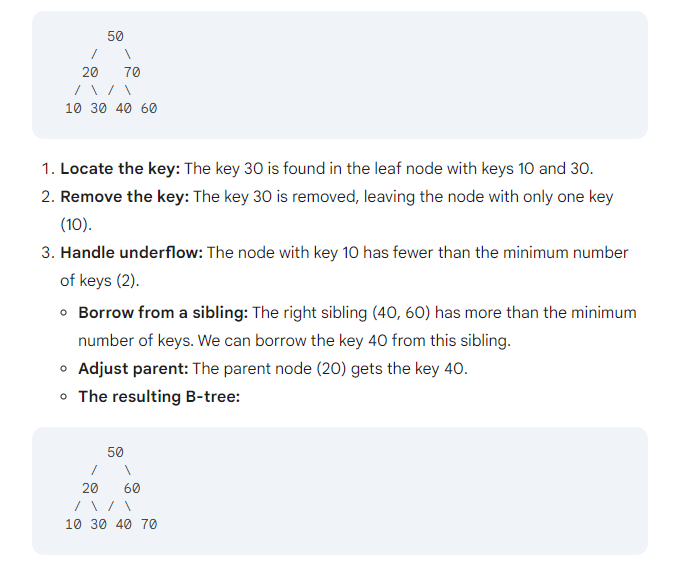 50
/ \
20 70
/ \ / \
10 30 40 60
1. Locate the key: The key 30 is found in the leaf node with keys 10 and 30.
2. Remove the key: The key 30 is removed, leaving the node with only one key
(10).
3. Handle underflow: The node with key 10 has fewer than the minimum number
of keys (2).
○ Borrow from a sibling: The right sibling (40, 60) has more than the minimum
number of keys. We can borrow the key 40 from this sibling.
○ Adjust parent: The parent node (20) gets the key 40.
○ The resulting B-tree:
50
/ \
20 60
/ \ / \
10 30 40 70